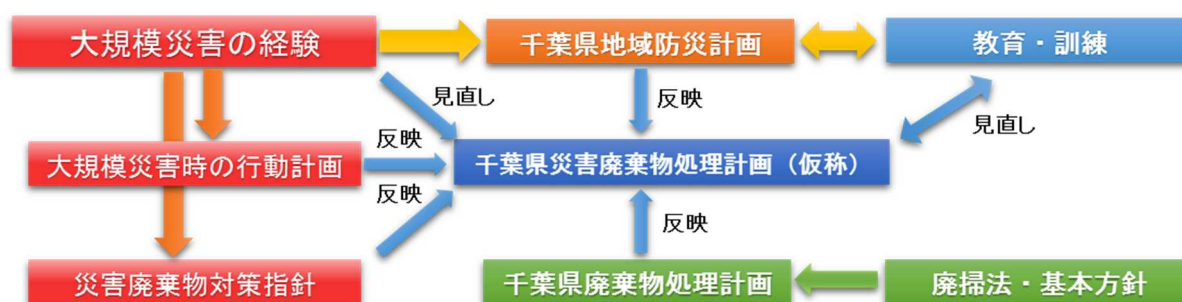 大規模災害の経験
千葉県地域防災計画
教育・訓練
見直し
反映
見直し
大規模災害時の行動計画
反映
千葉県災害廃棄物処理計画（仮称）
反映
反映
災害廃棄物対策指針
千葉県廃棄物処理計画
廃掃法・基本方針